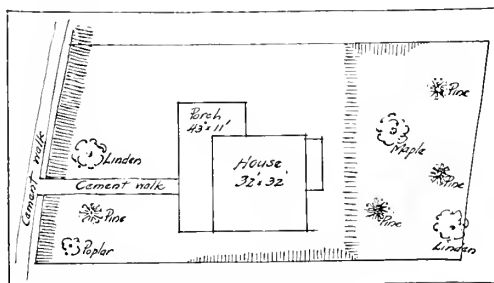 Porch
43'x 11'
Pine
Linden
House
32'x 32'
Maple
Cement walk
Cement walk
Pine
Pine
Pine
Linden
Poplar